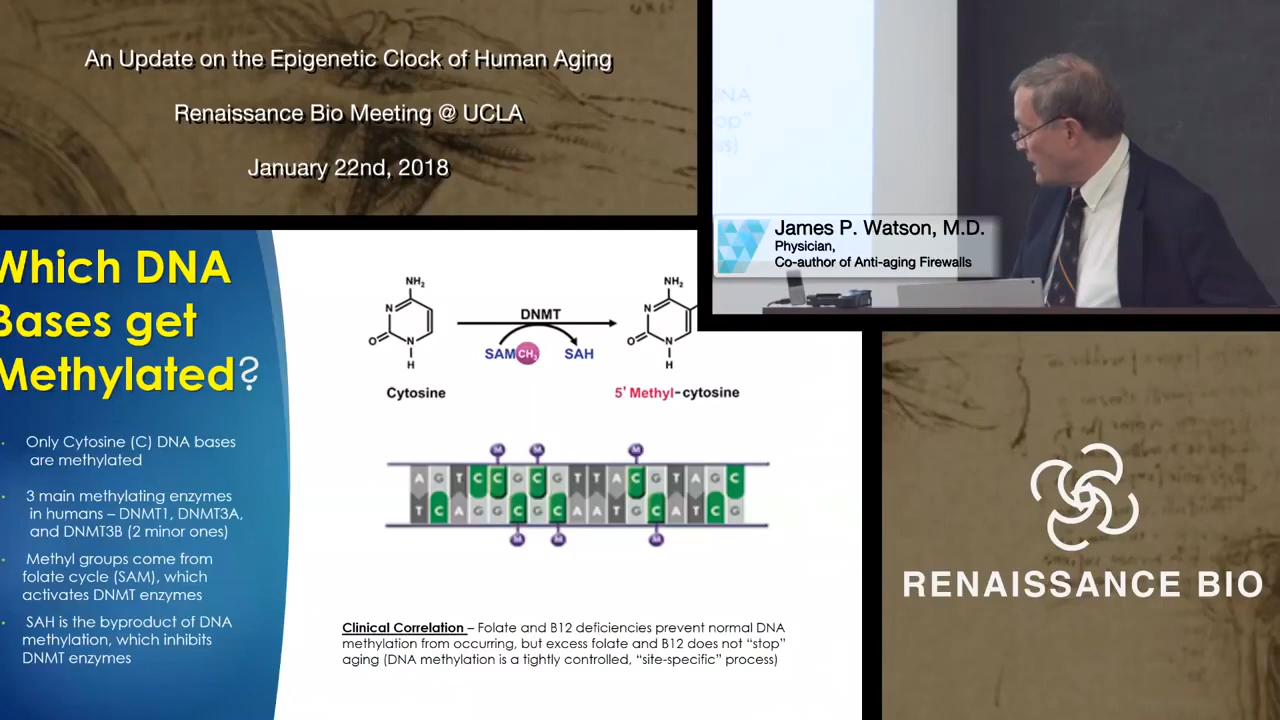 An Update on the Epigenetic Clock of Human Aging
Renaissance Bio Meeting @ UCLA
January 22nd, 2018
James P. Watson, M.D.
Physician,
Co-author of Anti-aging Firewalls
Which DNA
Bases get
Methylated?
• Only Cytosine (C) DNA bases
are methylated
• 3 main methylating enzymes
in humans – DNMT1, DNMT3A,
and DNMT3B (2 minor ones)
• Methyl groups come from
folate cycle (SAM), which
activates DNMT enzymes
• SAH is the byproduct of DNA
methylation, which inhibits
DNMT enzymes
NH₂
N
O
N
H
Cytosine
DNMT
SAM CH₃ SAH
NH₂
N
O
N
H
5' Methyl-cytosine
M M M
A G T C C G C G T T A C G T A G C
T C A G G C G C A A T G C A T C G
M M M
Clinical Correlation – Folate and B12 deficiencies prevent normal DNA
methylation from occurring, but excess folate and B12 does not “stop”
aging (DNA methylation is a tightly controlled, “site-specific” process)
RENAISSANCE BIO